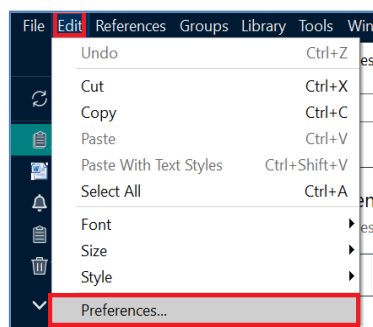 File Edit References Groups Library Tools Win
Undo Ctrl+Z
Cut Ctrl+X
Copy Ctrl+C
Paste Ctrl+V
Paste With Text Styles Ctrl+Shift+V
Select All Ctrl+A
Font
Size
Style
Preferences...